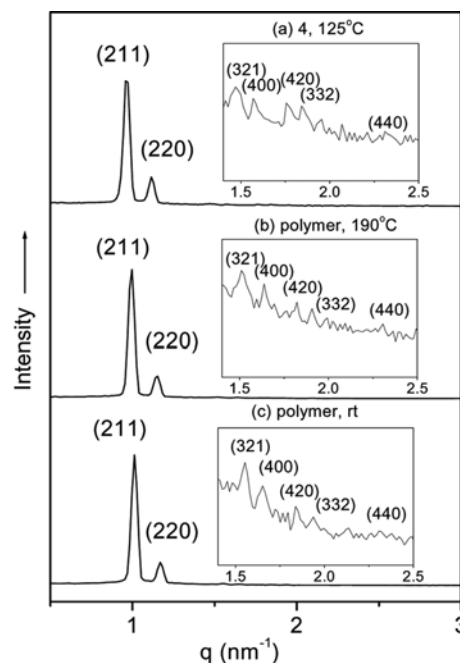 (a) 4, 125°C
(211)
(220)
(321)
(400)
(420)
(332)
(440)
1.5 2.0 2.5
(b) polymer, 190°C
(211)
(220)
(321)
(400)
(420)
(332)
(440)
1.5 2.0 2.5
(c) polymer, rt
(211)
(220)
(321)
(400)
(420)
(332)
(440)
1.5 2.0 2.5
Intensity
1 2 3
q (nm⁻¹)